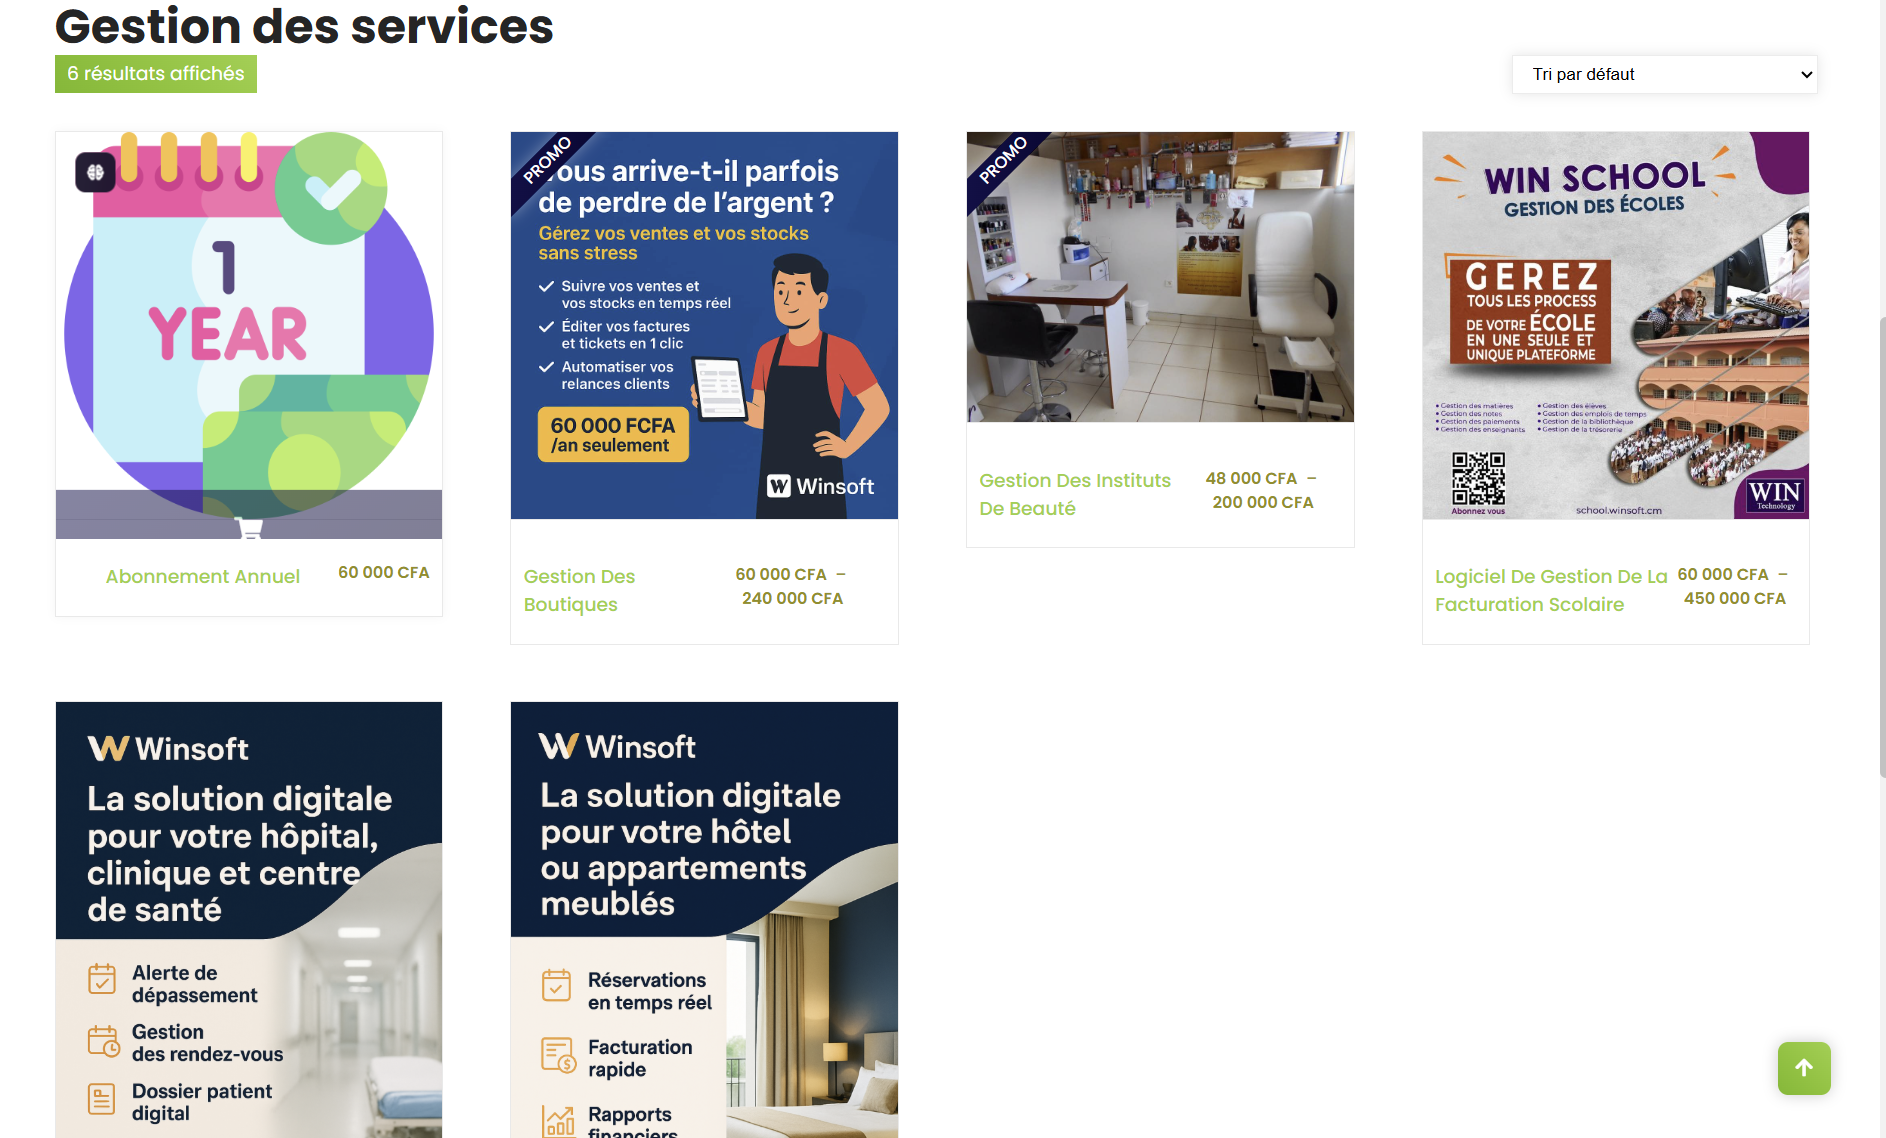 Gestion des services
6 résultats affichés
Tri par défaut
1
YEAR
Abonnement Annuel
60 000 CFA
PROMO
Vous arrive-t-il parfois
de perdre de l'argent ?
Gérez vos ventes et vos stocks
sans stress
Suivre vos ventes et
vos stocks en temps réel
Éditer vos factures
et tickets en 1 clic
Automatiser vos
relances clients
60 000 FCFA
/an seulement
W Winsoft
Gestion Des
Boutiques
60 000 CFA –
240 000 CFA
PROMO
Gestion Des Instituts
De Beauté
48 000 CFA –
200 000 CFA
WIN SCHOOL
GESTION DES ÉCOLES
GEREZ
TOUS LES PROCESS
DE VOTRE ÉCOLE
EN UNE SEULE ET
UNIQUE PLATEFORME
• Gestion des matières
• Gestion des notes
• Gestion des paiements
• Gestion des enseignants
• Gestion des élèves
• Gestion des emplois de temps
• Gestion de la bibliothèque
• Gestion de la trésorerie
Abonnez vous
school.winsoft.cm
WIN
Technology
Logiciel De Gestion De La
Facturation Scolaire
60 000 CFA –
450 000 CFA
W Winsoft
La solution digitale
pour votre hôpital,
clinique et centre
de santé
Alerte de
dépassement
Gestion
des rendez-vous
Dossier patient
digital
W Winsoft
La solution digitale
pour votre hôtel
ou appartements
meublés
Réservations
en temps réel
Facturation
rapide
Rapports
financiers